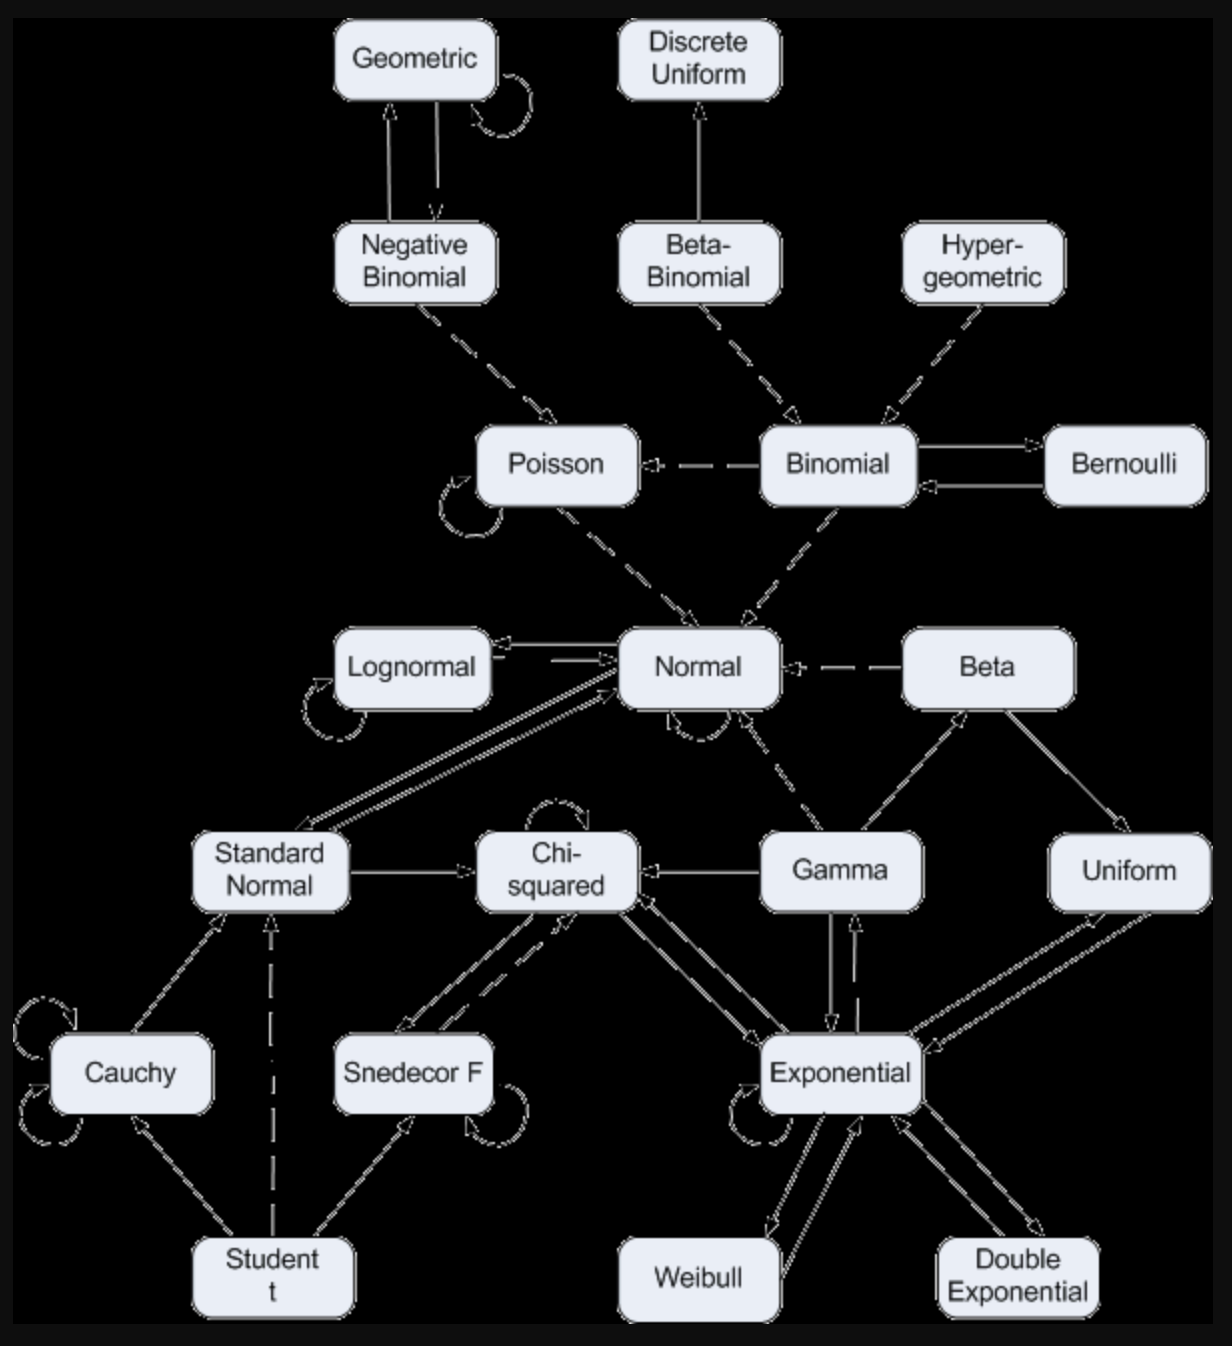 Geometric
Discrete
Uniform
Negative
Binomial
Beta-
Binomial
Hyper-
geometric
Poisson
Binomial
Bernoulli
Lognormal
Normal
Beta
Standard
Normal
Chi-
squared
Gamma
Uniform
Cauchy
Snedecor F
Exponential
Student
t
Weibull
Double
Exponential